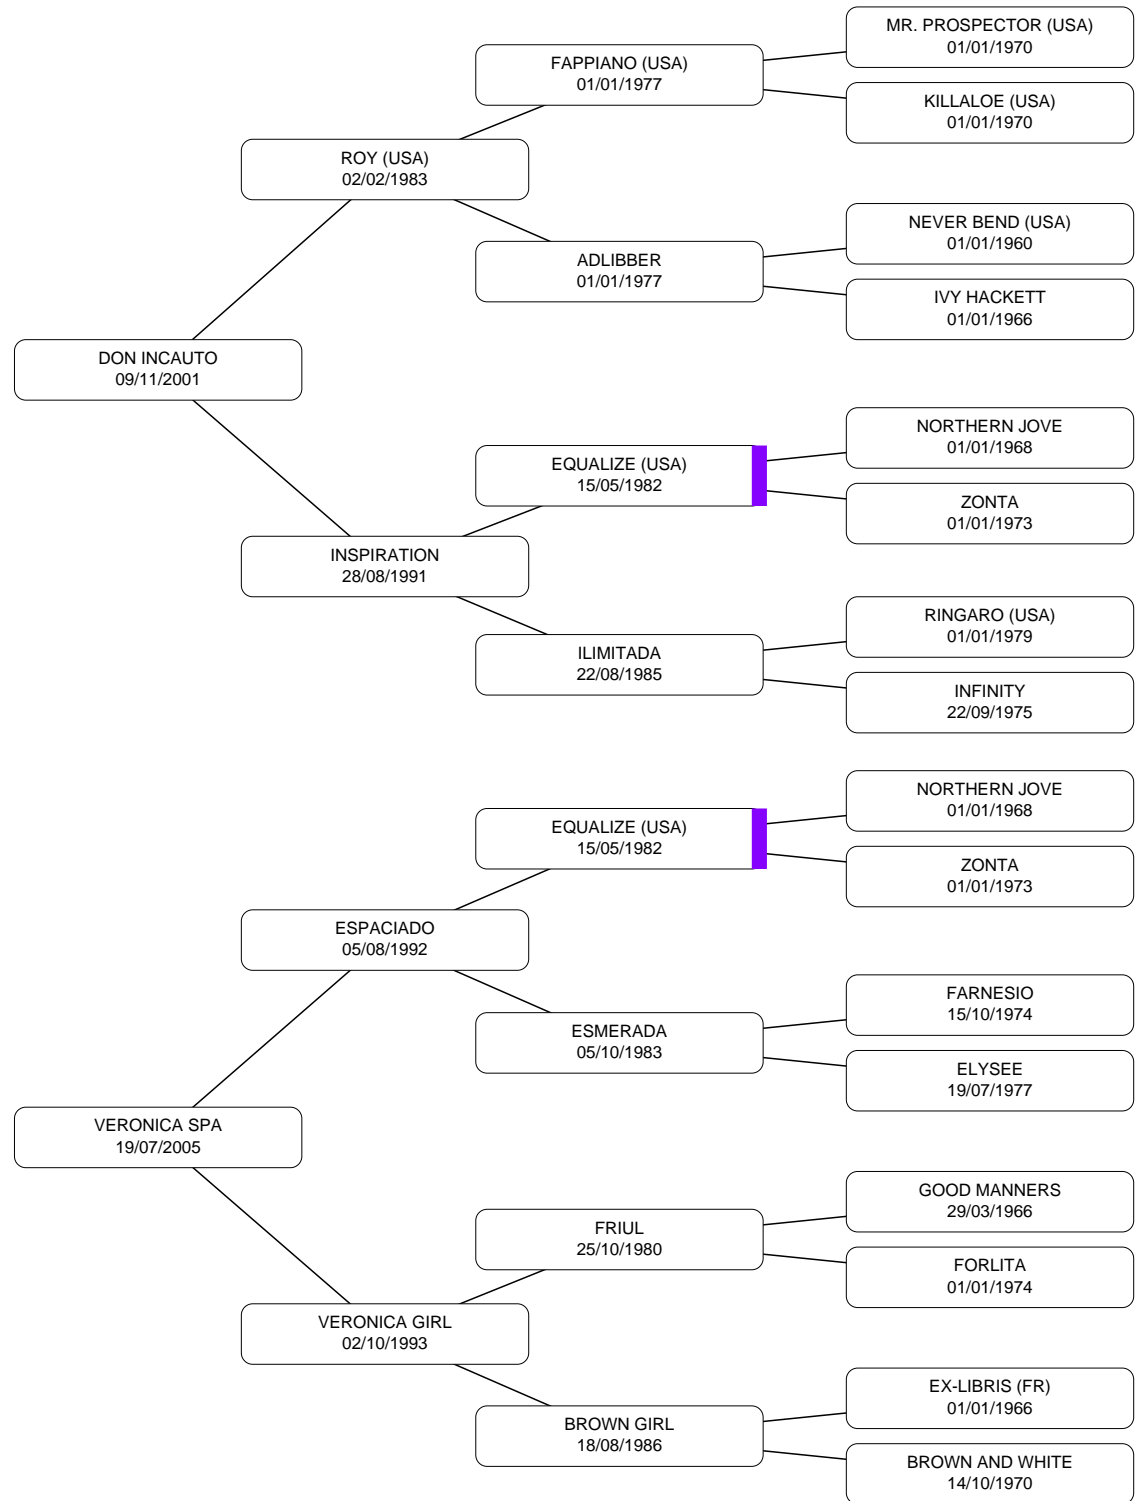 MR. PROSPECTOR (USA)
01/01/1970
FAPPIANO (USA)
01/01/1977
KILLALOE (USA)
01/01/1970
ROY (USA)
02/02/1983
NEVER BEND (USA)
01/01/1960
ADLIBBER
01/01/1977
IVY HACKETT
01/01/1966
DON INCAUTO
09/11/2001
NORTHERN JOVE
01/01/1968
EQUALIZE (USA)
15/05/1982
ZONTA
01/01/1973
INSPIRATION
28/08/1991
RINGARO (USA)
01/01/1979
ILIMITADA
22/08/1985
INFINITY
22/09/1975
NORTHERN JOVE
01/01/1968
EQUALIZE (USA)
15/05/1982
ZONTA
01/01/1973
ESPACIADO
05/08/1992
FARNESIO
15/10/1974
ESMERADA
05/10/1983
ELYSEE
19/07/1977
VERONICA SPA
19/07/2005
GOOD MANNERS
29/03/1966
FRIUL
25/10/1980
FORLITA
01/01/1974
VERONICA GIRL
02/10/1993
EX-LIBRIS (FR)
01/01/1966
BROWN GIRL
18/08/1986
BROWN AND WHITE
14/10/1970